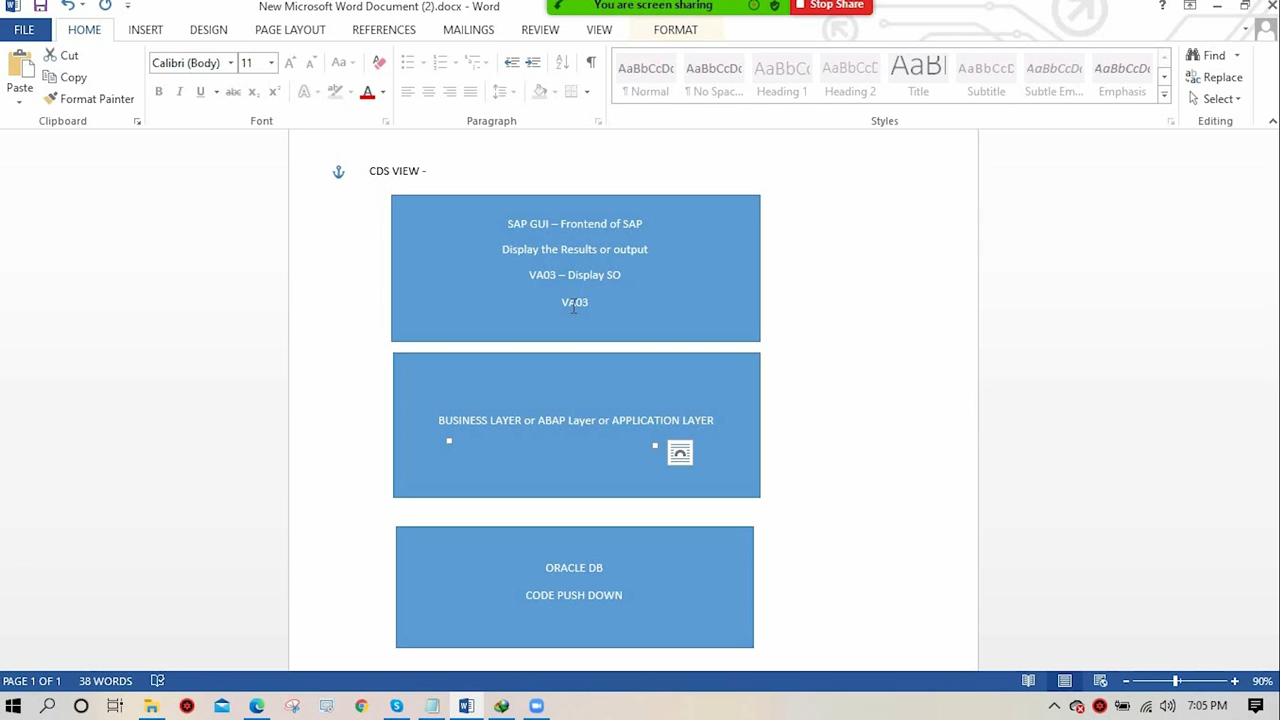 New Microsoft Word Document (2).docx - Word
You are screen sharing
Stop Share
FILE
HOME
INSERT
DESIGN
PAGE LAYOUT
REFERENCES
MAILINGS
REVIEW
VIEW
FORMAT
Paste
Cut
Copy
Format Painter
Clipboard
Calibri (Body)
11
Font
Paragraph
AaBbCcDc
¶ Normal
AaBbCcDc
AaBbCc
Heading 1
AaBbCcD
Heading 2
AaB
Title
AaBbCcD
Subtitle
AaBbCcDc
Subtle Em...
AaBbCcDc
Emphasis
Styles
Find
Replace
Select
Editing
CDS VIEW -
SAP GUI – Frontend of SAP
Display the Results or output
VA03 – Display SO
VA03
BUSINESS LAYER or ABAP Layer or APPLICATION LAYER
ORACLE DB
CODE PUSH DOWN
PAGE 1 OF 1
38 WORDS
90%
7:05 PM